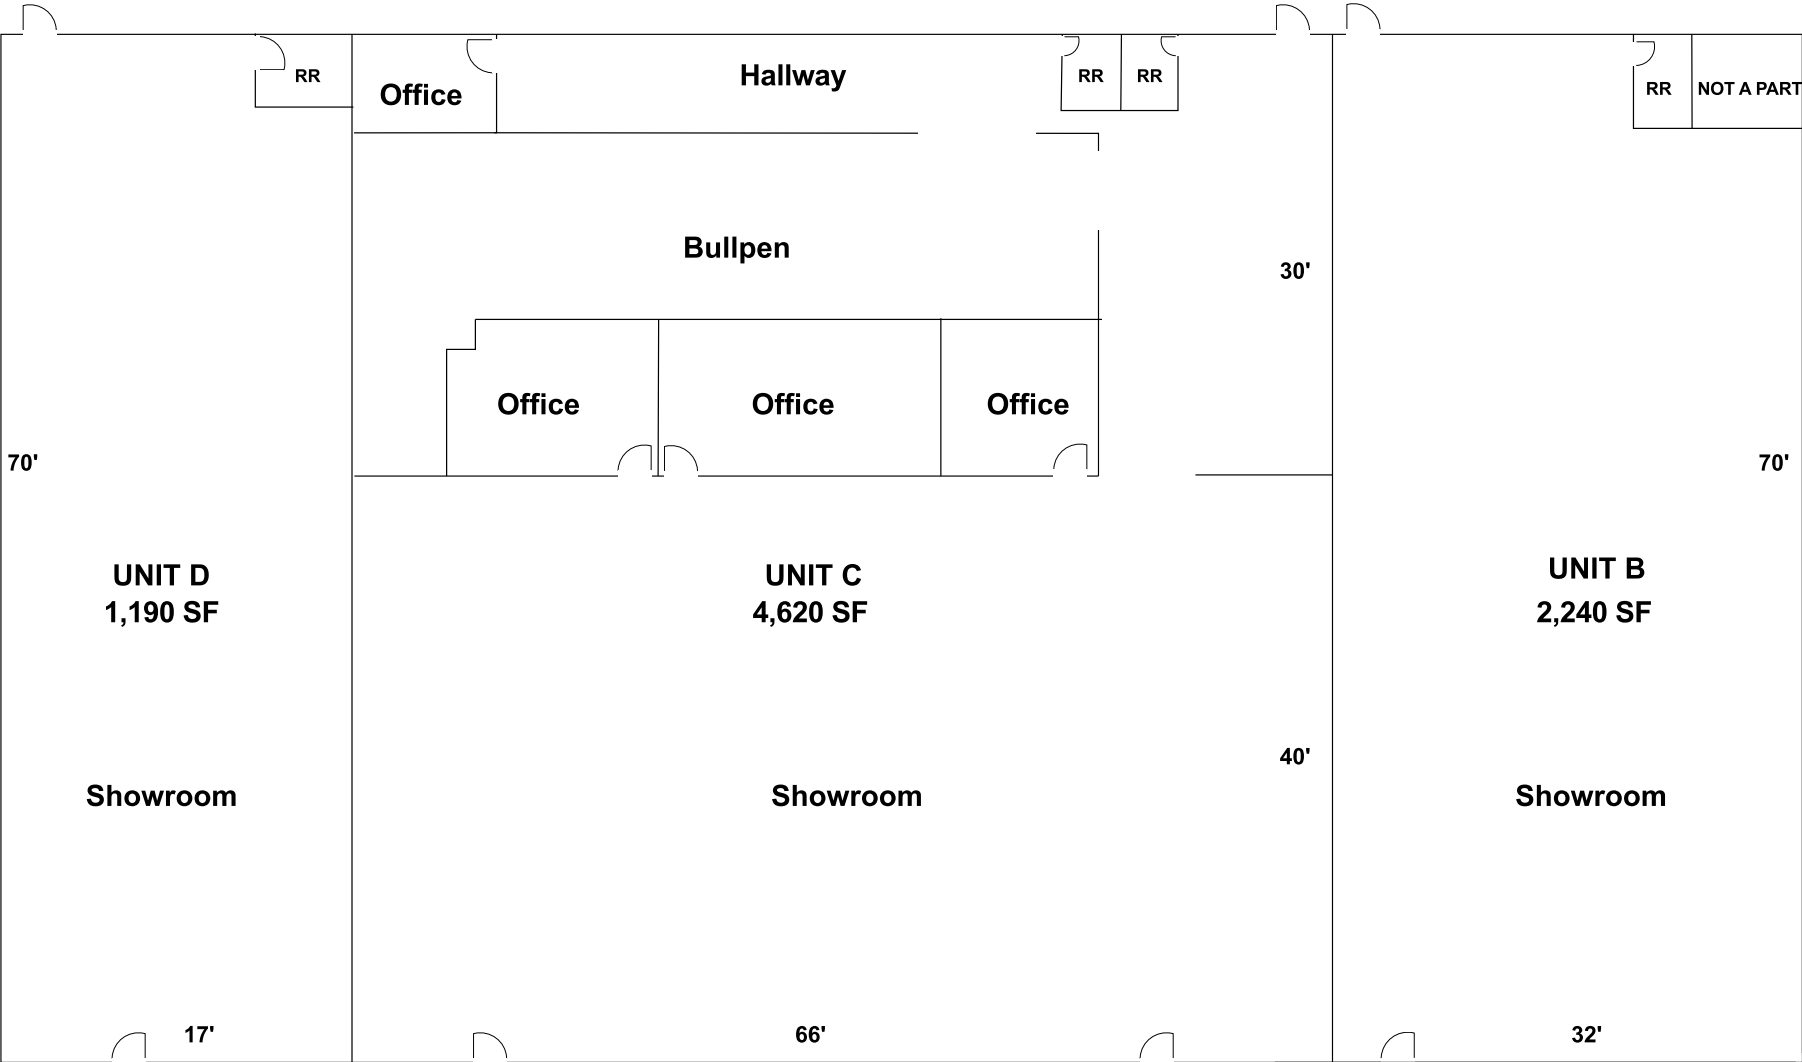 RR
Office
Hallway
RR
RR
RR
NOT A PART
Bullpen
30'
Office
Office
Office
70'
70'
UNIT D
1,190 SF
UNIT C
4,620 SF
UNIT B
2,240 SF
40'
Showroom
Showroom
Showroom
17'
66'
32'